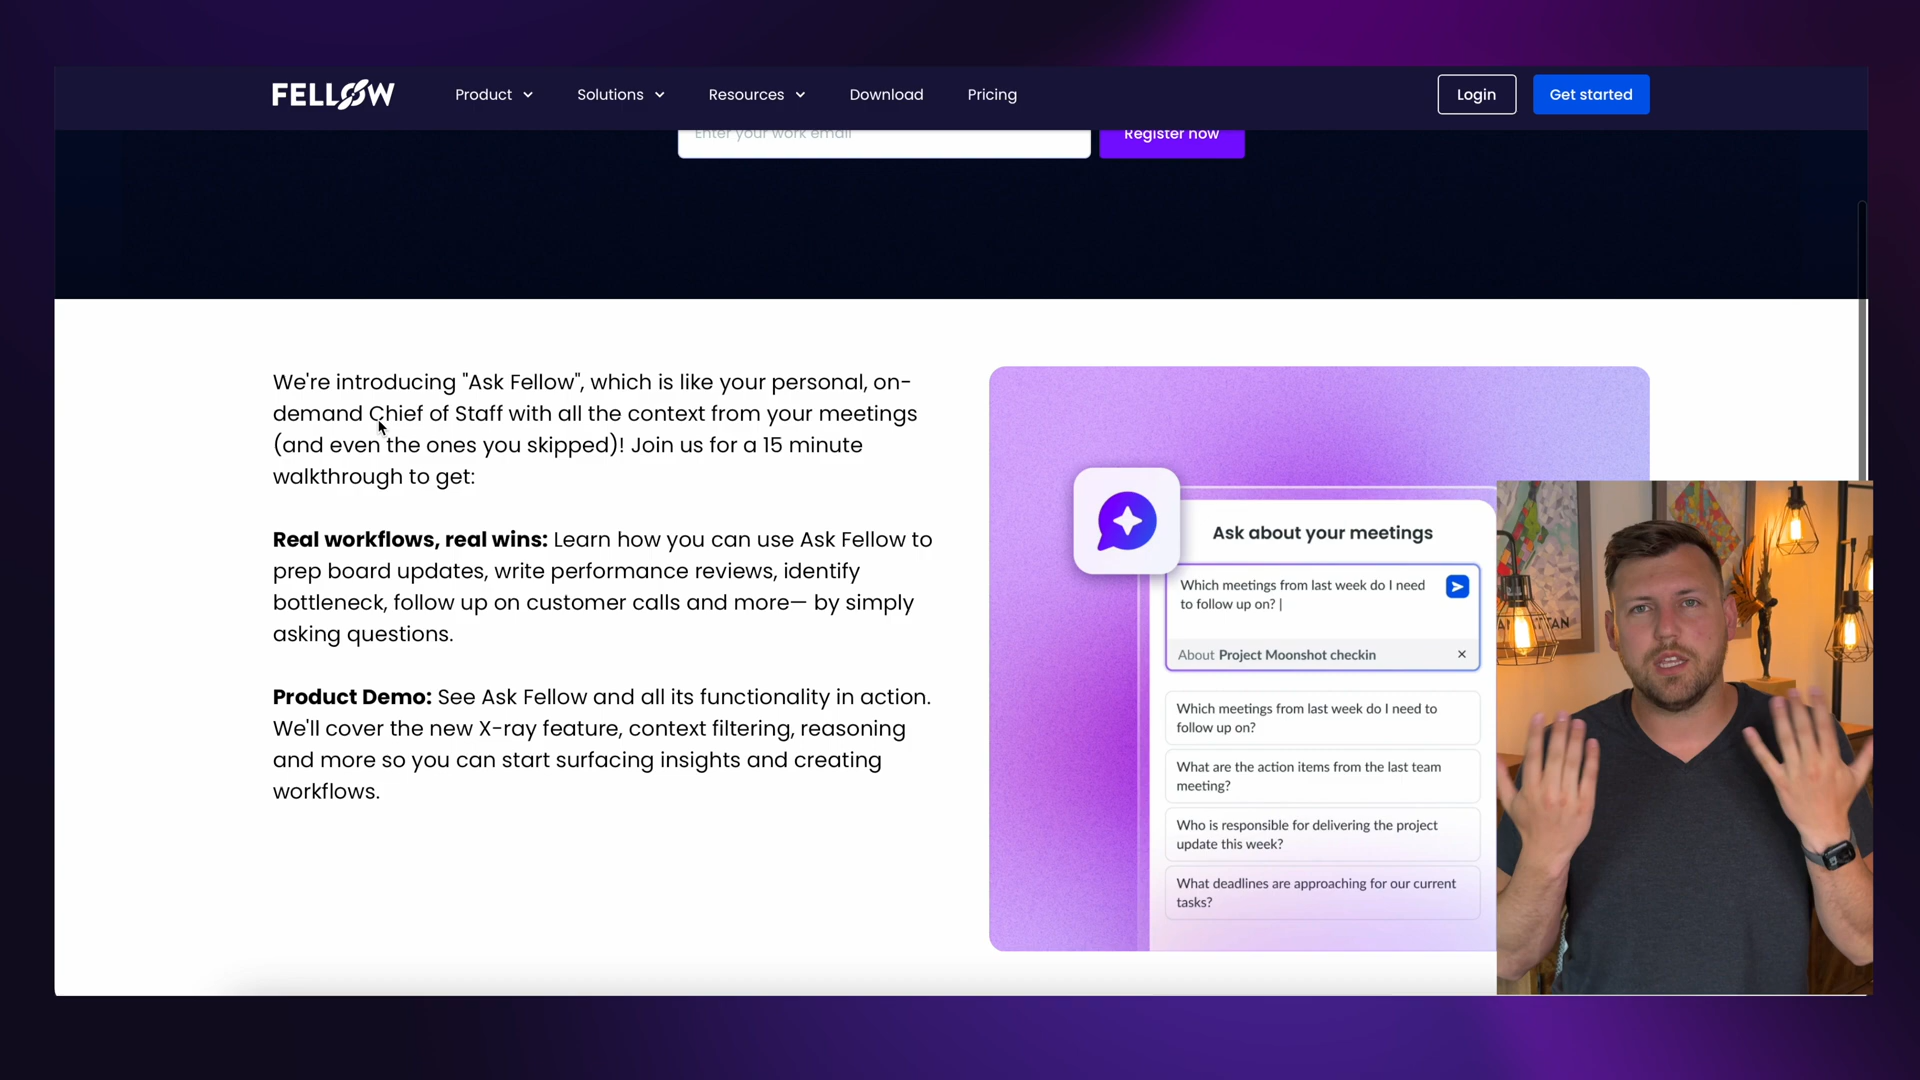 FELLOW
Product
Solutions
Resources
Download
Pricing
Login
Get started
Enter your work email
Register now
We're introducing "Ask Fellow", which is like your personal, on-
demand Chief of Staff with all the context from your meetings
(and even the ones you skipped)! Join us for a 15 minute
walkthrough to get:
Real workflows, real wins: Learn how you can use Ask Fellow to
prep board updates, write performance reviews, identify
bottleneck, follow up on customer calls and more— by simply
asking questions.
Product Demo: See Ask Fellow and all its functionality in action.
We'll cover the new X-ray feature, context filtering, reasoning
and more so you can start surfacing insights and creating
workflows.
Ask about your meetings
Which meetings from last week do I need
to follow up on? |
About Project Moonshot checkin
Which meetings from last week do I need to
follow up on?
What are the action items from the last team
meeting?
Who is responsible for delivering the project
update this week?
What deadlines are approaching for our current
tasks?